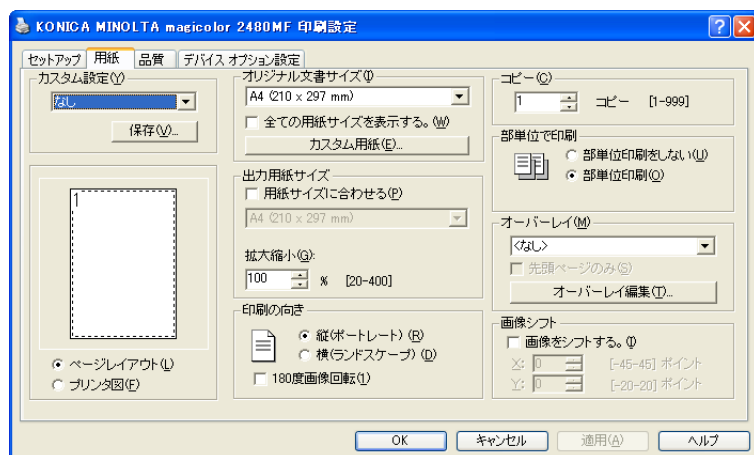 KONICA MINOLTA magicolor 2480MF 印刷設定
セットアップ 用紙 品質 デバイス オプション設定
カスタム設定(Y)
なし
保存(V)...
1
ページレイアウト(L)
プリンタ図(F)
オリジナル文書サイズ(I)
A4 (210 x 297 mm)
全ての用紙サイズを表示する。(W)
カスタム用紙(E)...
出力用紙サイズ
用紙サイズに合わせる(P)
A4 (210 x 297 mm)
拡大縮小(G):
100 % [20-400]
印刷の向き
縦(ポートレート) (R)
横(ランドスケープ) (D)
180度画像回転(1)
コピー(C)
1 コピー [1-999]
部単位で印刷
部単位印刷をしない(U)
部単位印刷(O)
オーバーレイ(M)
<なし>
先頭ページのみ(S)
オーバーレイ編集(T)...
画像シフト
画像をシフトする。(I)
X: 0 [-45-45] ポイント
Y: 0 [-20-20] ポイント
OK キャンセル 適用(A) ヘルプ